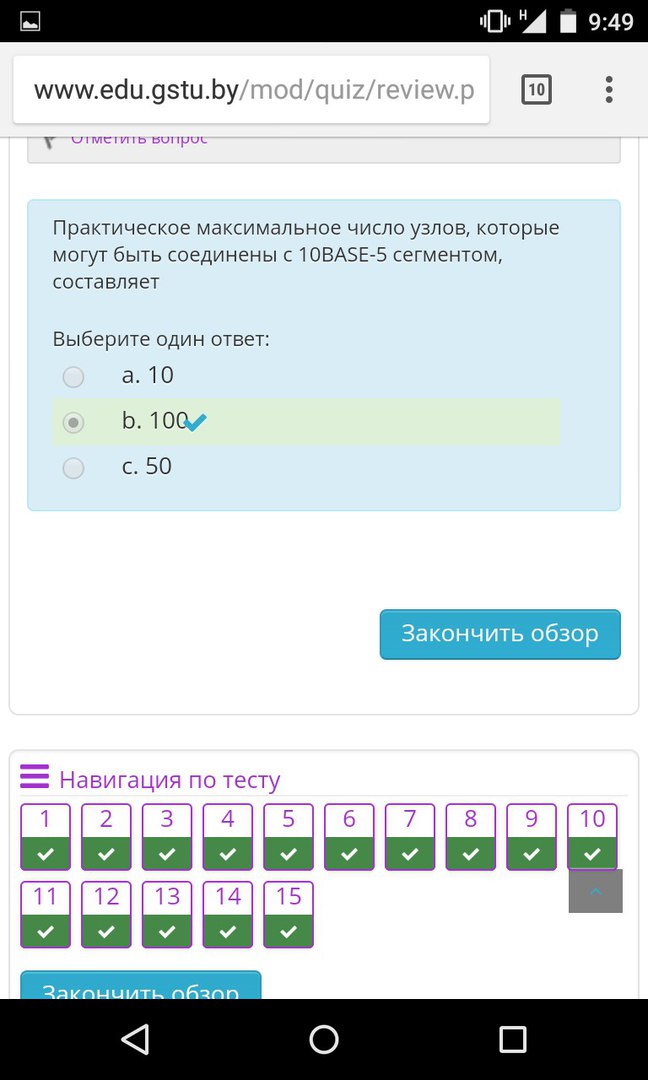 H 9:49
www.edu.gstu.by/mod/quiz/review.p 10
Отметить вопрос
Практическое максимальное число узлов, которые
могут быть соединены с 10BASE-5 сегментом,
составляет
Выберите один ответ:
a. 10
b. 100
c. 50
Закончить обзор
Навигация по тесту
1 2 3 4 5 6 7 8 9 10
11 12 13 14 15
Закончить обзор